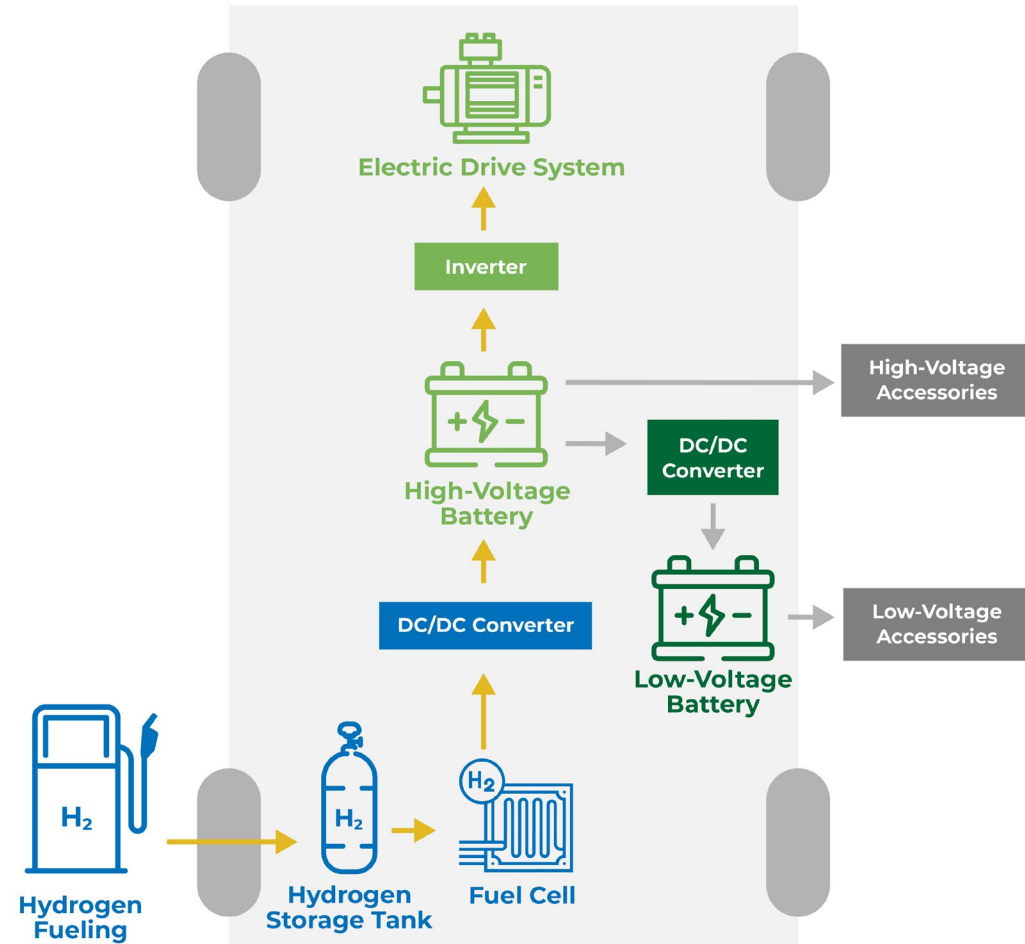 Electric Drive System
Inverter
High-Voltage
Accessories
+ −
DC/DC
Converter
High-Voltage
Battery
DC/DC Converter
+ −
Low-Voltage
Accessories
Low-Voltage
Battery
H₂
H₂
H₂
Hydrogen
Fueling
Hydrogen
Storage Tank
Fuel Cell